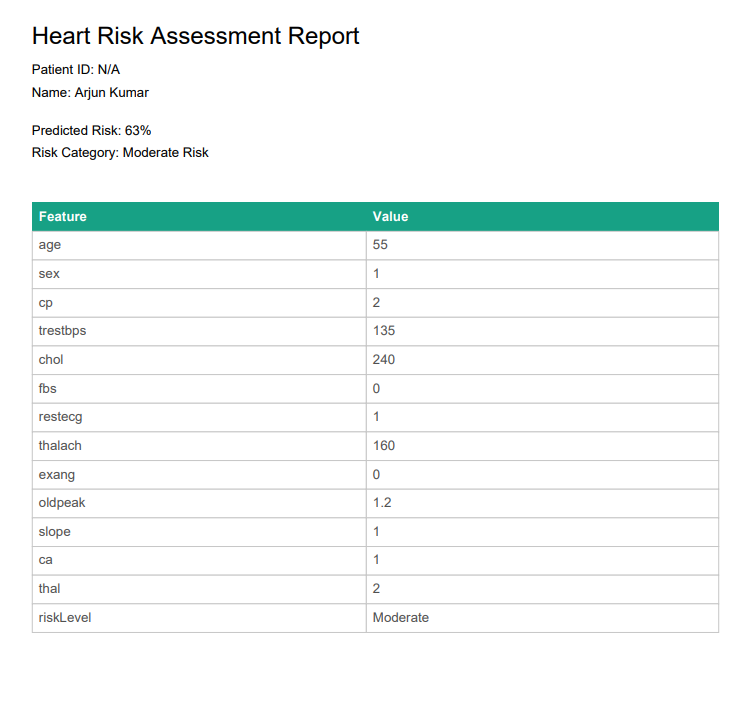 Heart Risk Assessment Report
Patient ID: N/A
Name: Arjun Kumar
Predicted Risk: 63%
Risk Category: Moderate Risk
Feature Value
age 55
sex 1
cp 2
trestbps 135
chol 240
fbs 0
restecg 1
thalach 160
exang 0
oldpeak 1.2
slope 1
ca 1
thal 2
riskLevel Moderate